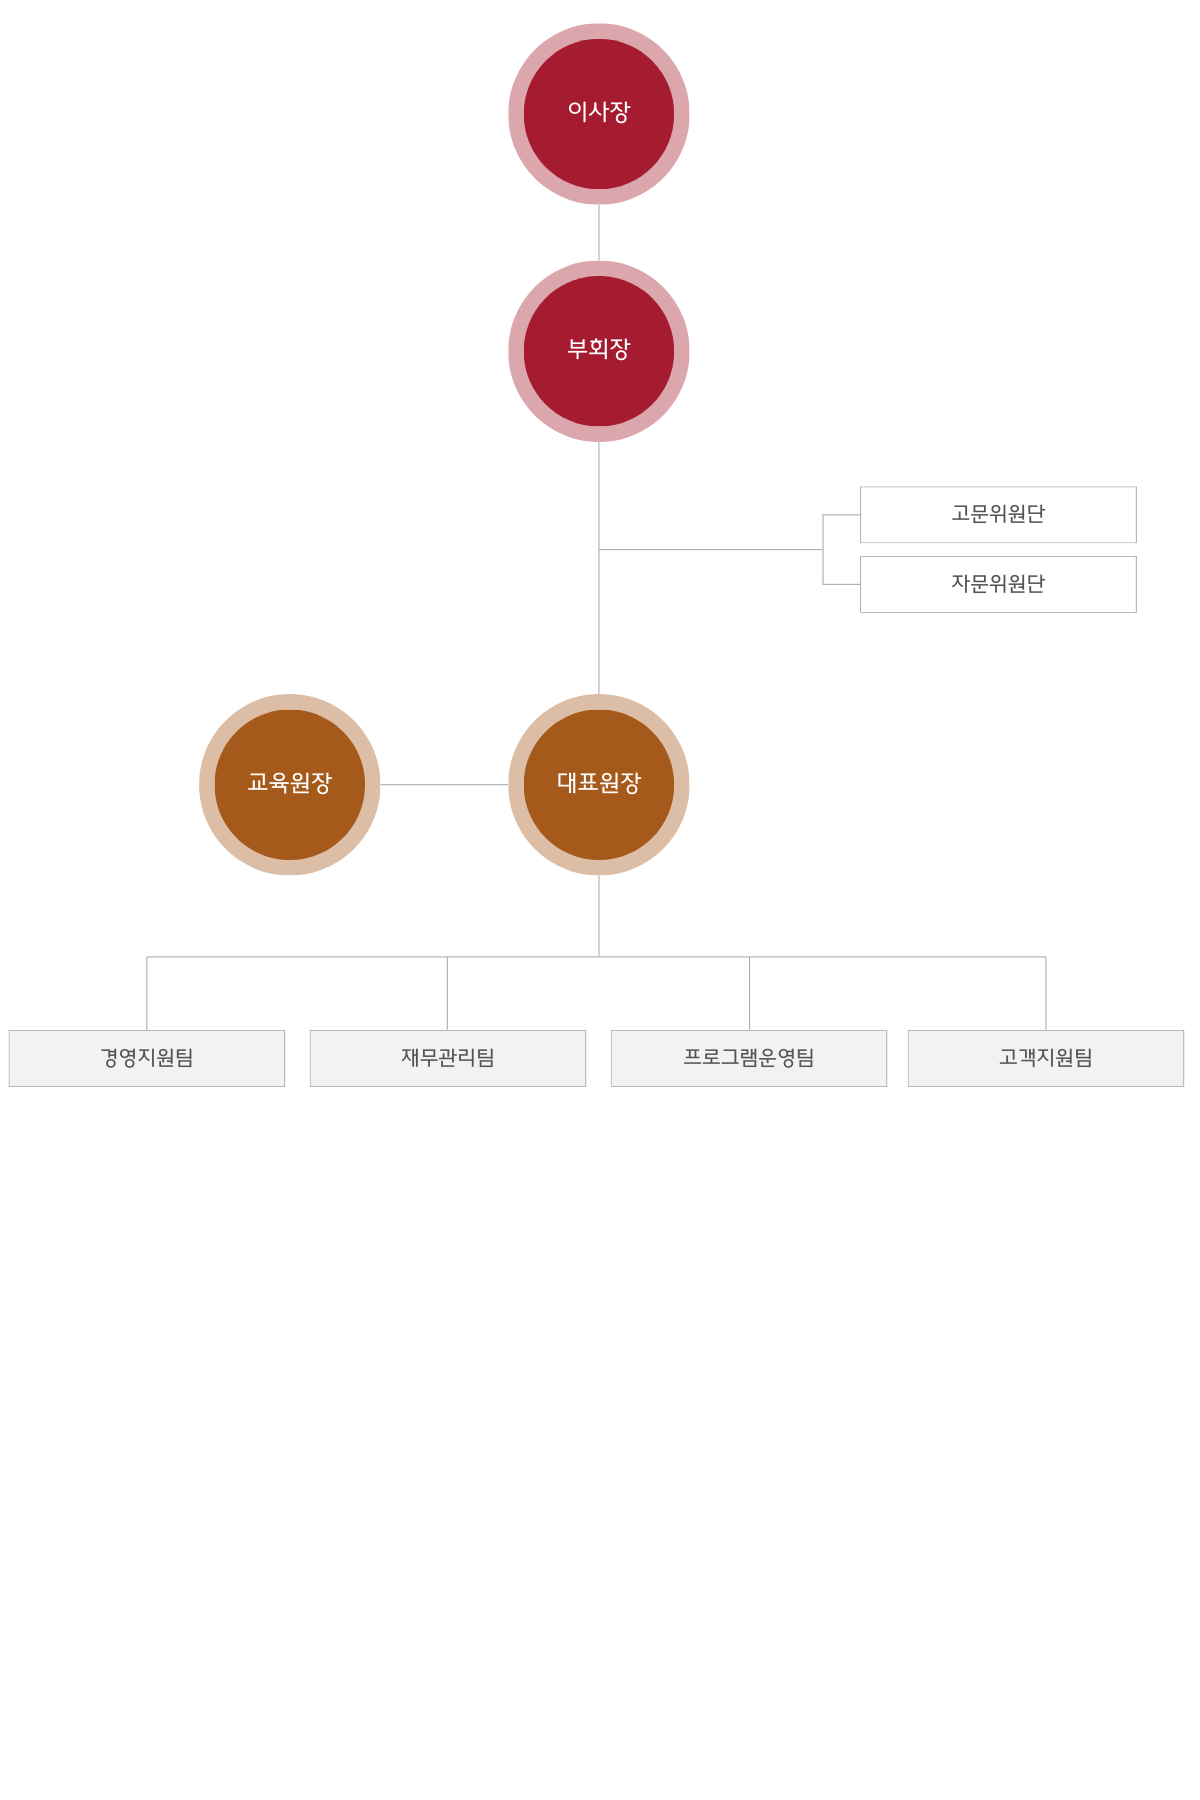 이사장
부회장
고문위원단
자문위원단
교육원장
대표원장
경영지원팀
재무관리팀
프로그램운영팀
고객지원팀